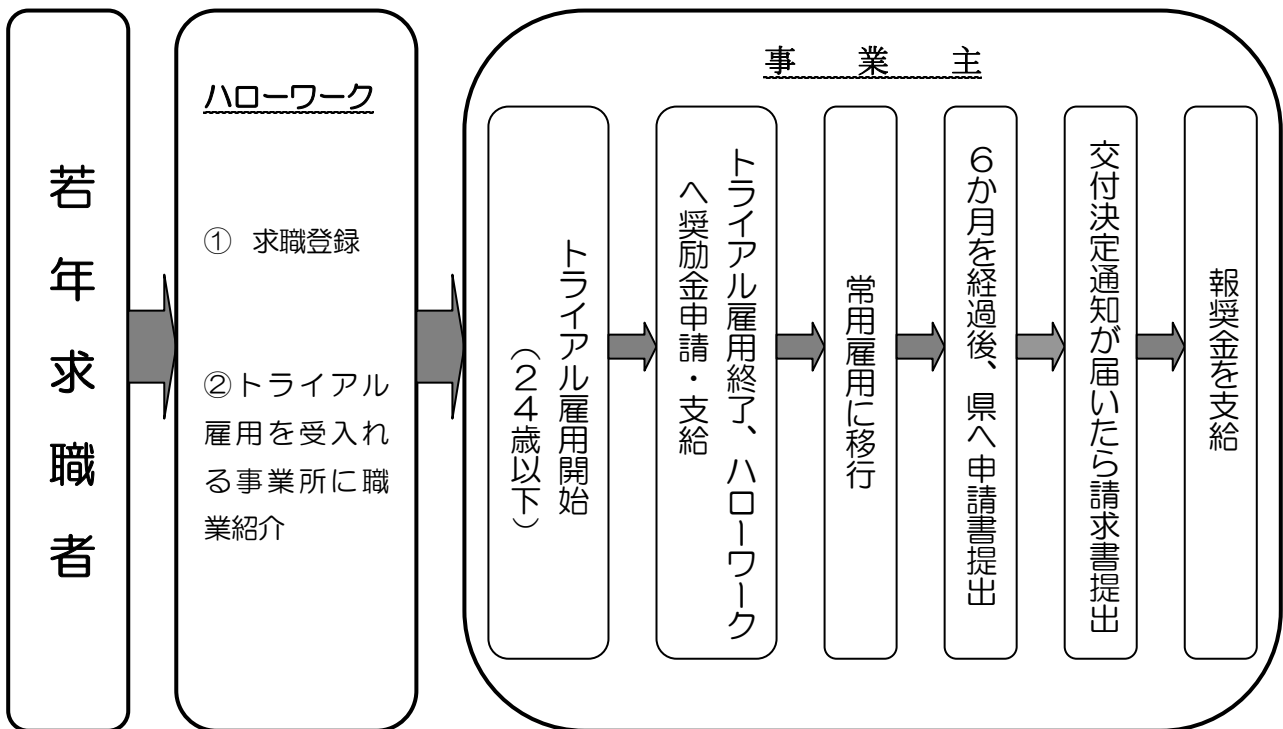 若年求職者
ハローワーク
① 求職登録
②トライアル
雇用を受入れ
る事業所に職
業紹介
事業主
トライアル雇用開始
（２４歳以下）
トライアル雇用終了、ハローワーク
へ奨励金申請・支給
常用雇用に移行
６か月を経過後、県へ申請書提出
交付決定通知が届いたら請求書提出
報奨金を支給